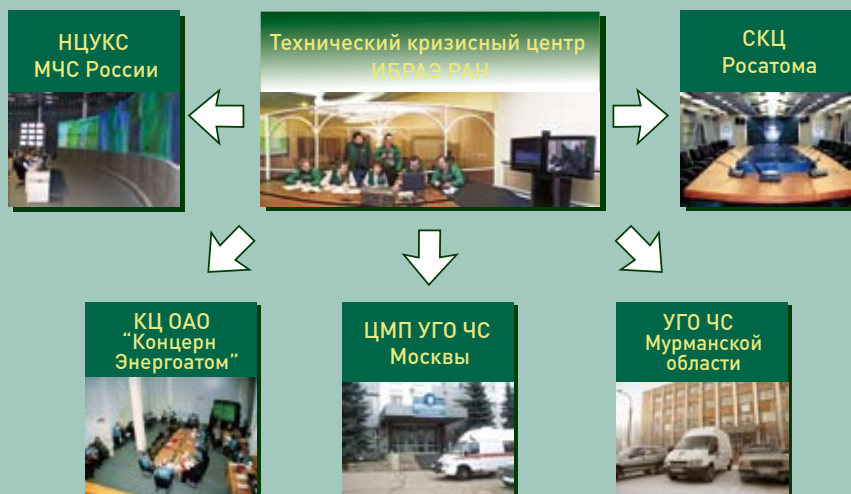 НЦУКС
МЧС России
Технический кризисный центр
ИБРАЭ РАН
СКЦ
Росатома
КЦ ОАО
“Концерн
Энергоатом”
ЦМП УГО ЧС
Москвы
УГО ЧС
Мурманской
области